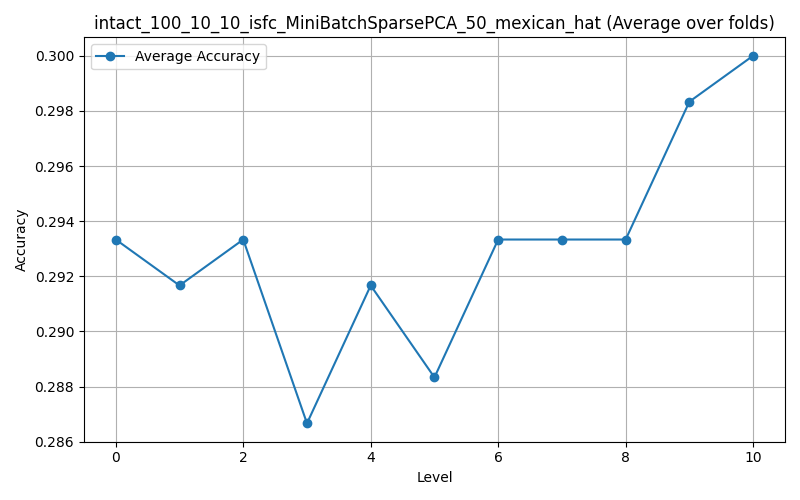 intact_100_10_10_isfc_MiniBatchSparsePCA_50_mexican_hat (Average over folds)
Average Accuracy
0.300
0.298
0.296
0.294
0.292
0.290
0.288
0.286
Accuracy
0 2 4 6 8 10
Level